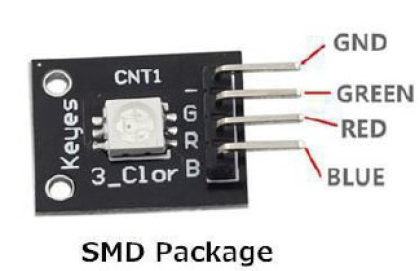 GND
CNT1
-
GREEN
G
Keyes
RED
R
3_Clor
B
BLUE
SMD Package